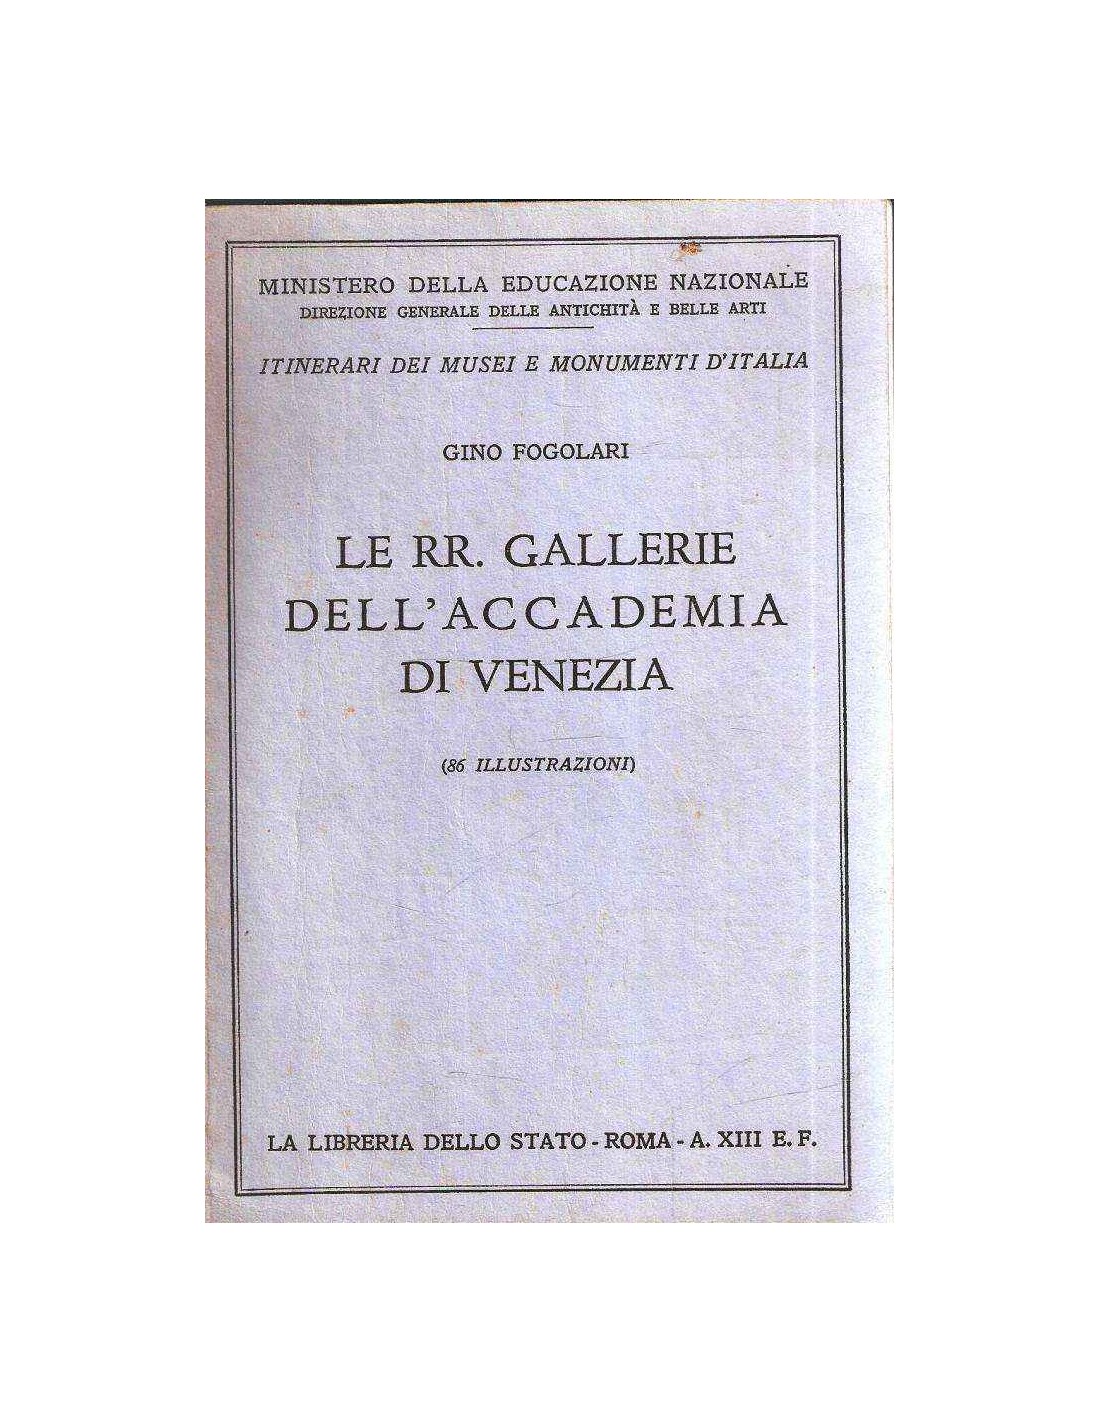 MINISTERO DELLA EDUCAZIONE NAZIONALE
DIREZIONE GENERALE DELLE ANTICHITÀ E BELLE ARTI
ITINERARI DEI MUSEI E MONUMENTI D'ITALIA
GINO FOGOLARI
LE RR. GALLERIE
DELL'ACCADEMIA
DI VENEZIA
(86 ILLUSTRAZIONI)
LA LIBRERIA DELLO STATO - ROMA - A. XIII E. F.